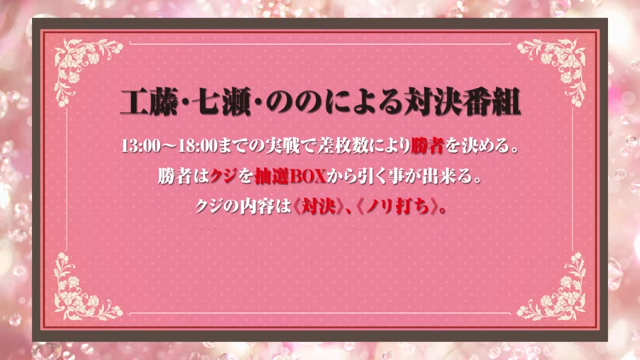 工藤・七瀬・ののによる対決番組
13:00～18:00までの実戦で差枚数により勝者を決める。
勝者はクジを抽選BOXから引く事が出来る。
クジの内容は《対決》、《ノリ打ち》。